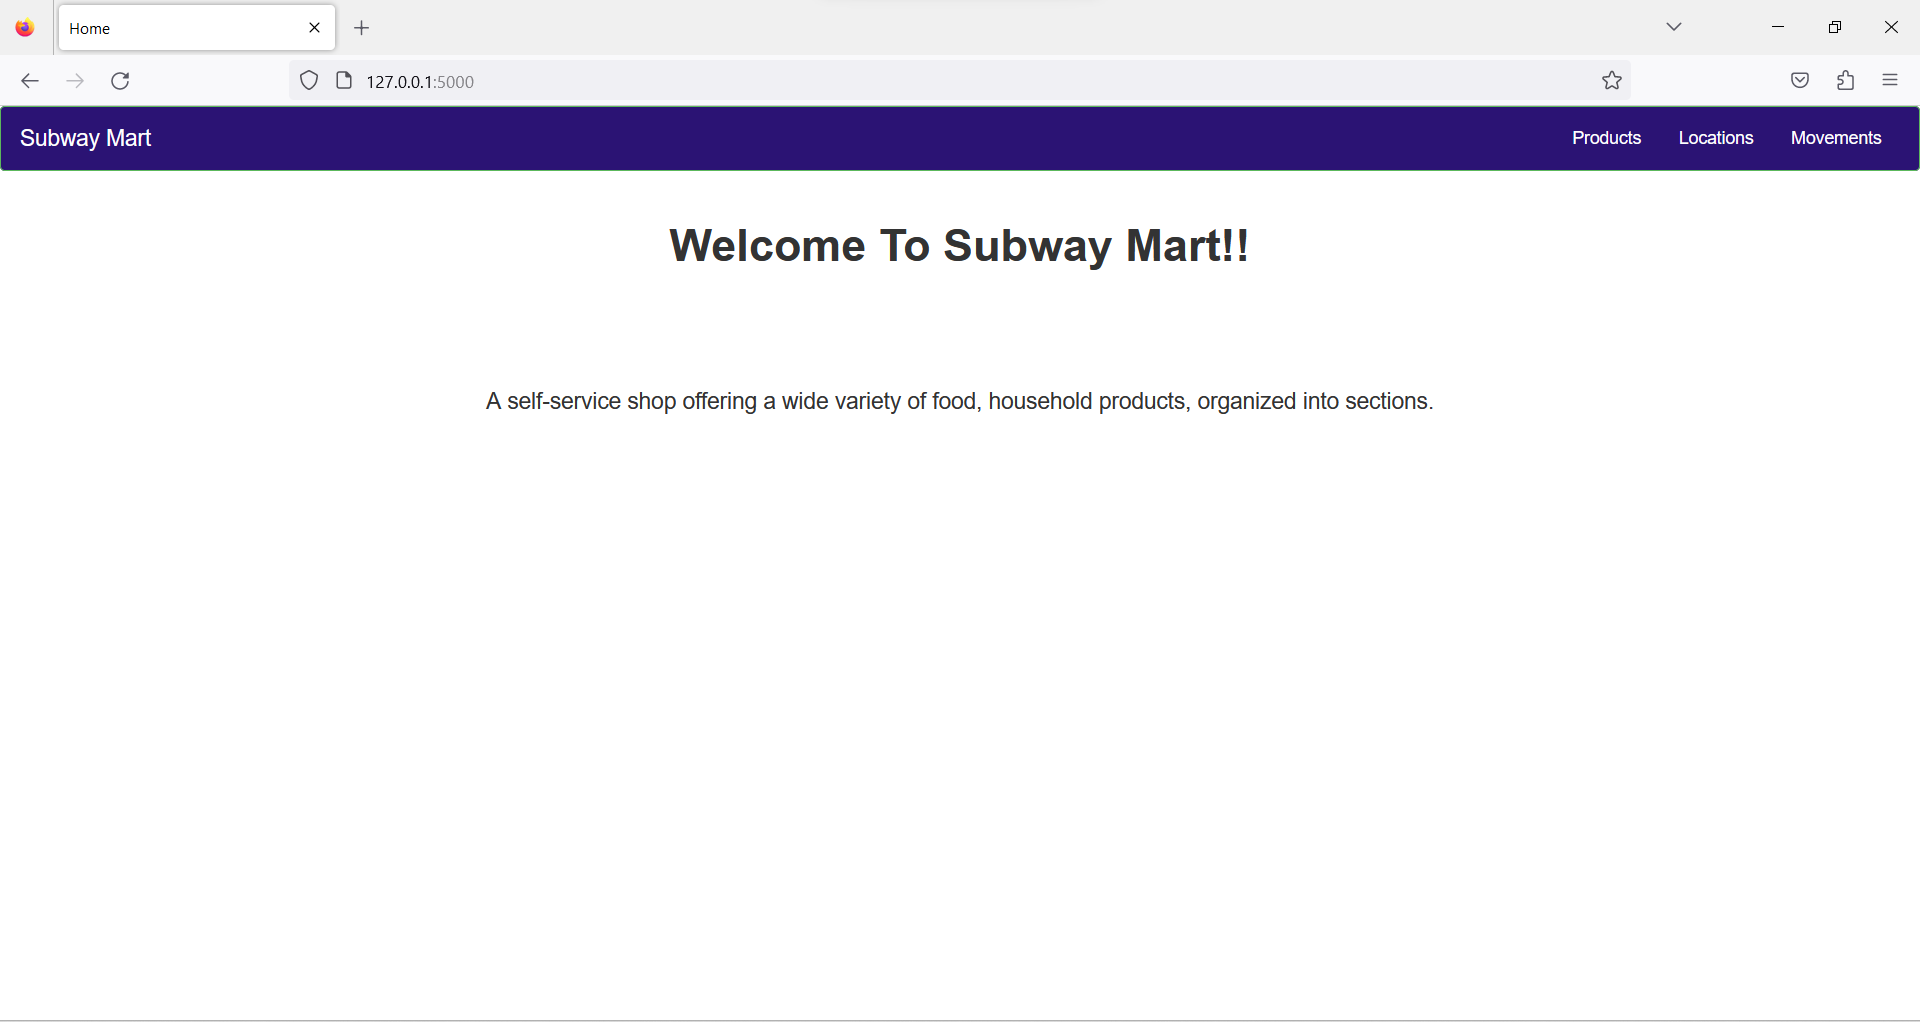 Home
127.0.0.1:5000
Subway Mart
Products
Locations
Movements
Welcome To Subway Mart!!
A self-service shop offering a wide variety of food, household products, organized into sections.